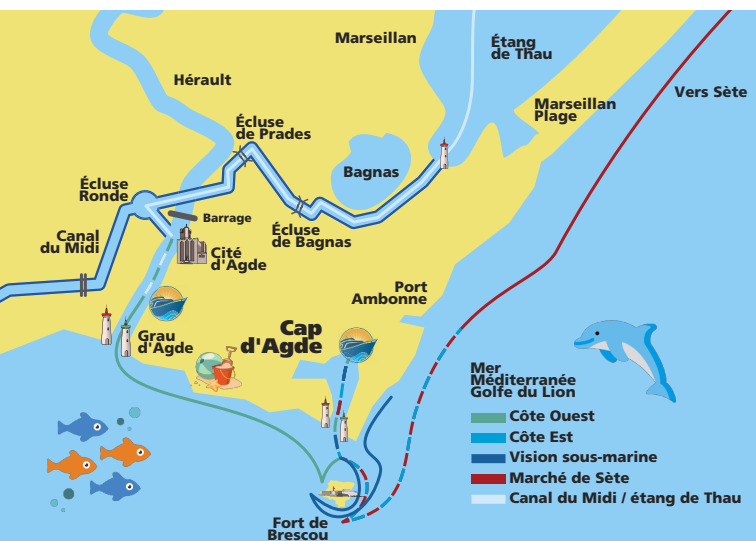 Marseillan
Étang
de Thau
Hérault
Vers Sète
Marseillan
Plage
Écluse
de Prades
Bagnas
Écluse
Ronde
Barrage
Canal
du Midi
Écluse
de Bagnas
Cité
d'Agde
Port
Ambonne
Grau
d'Agde
Cap
d'Agde
Mer
Méditerranée
Golfe du Lion
Côte Ouest
Côte Est
Vision sous-marine
Marché de Sète
Canal du Midi / étang de Thau
Fort de
Brescou